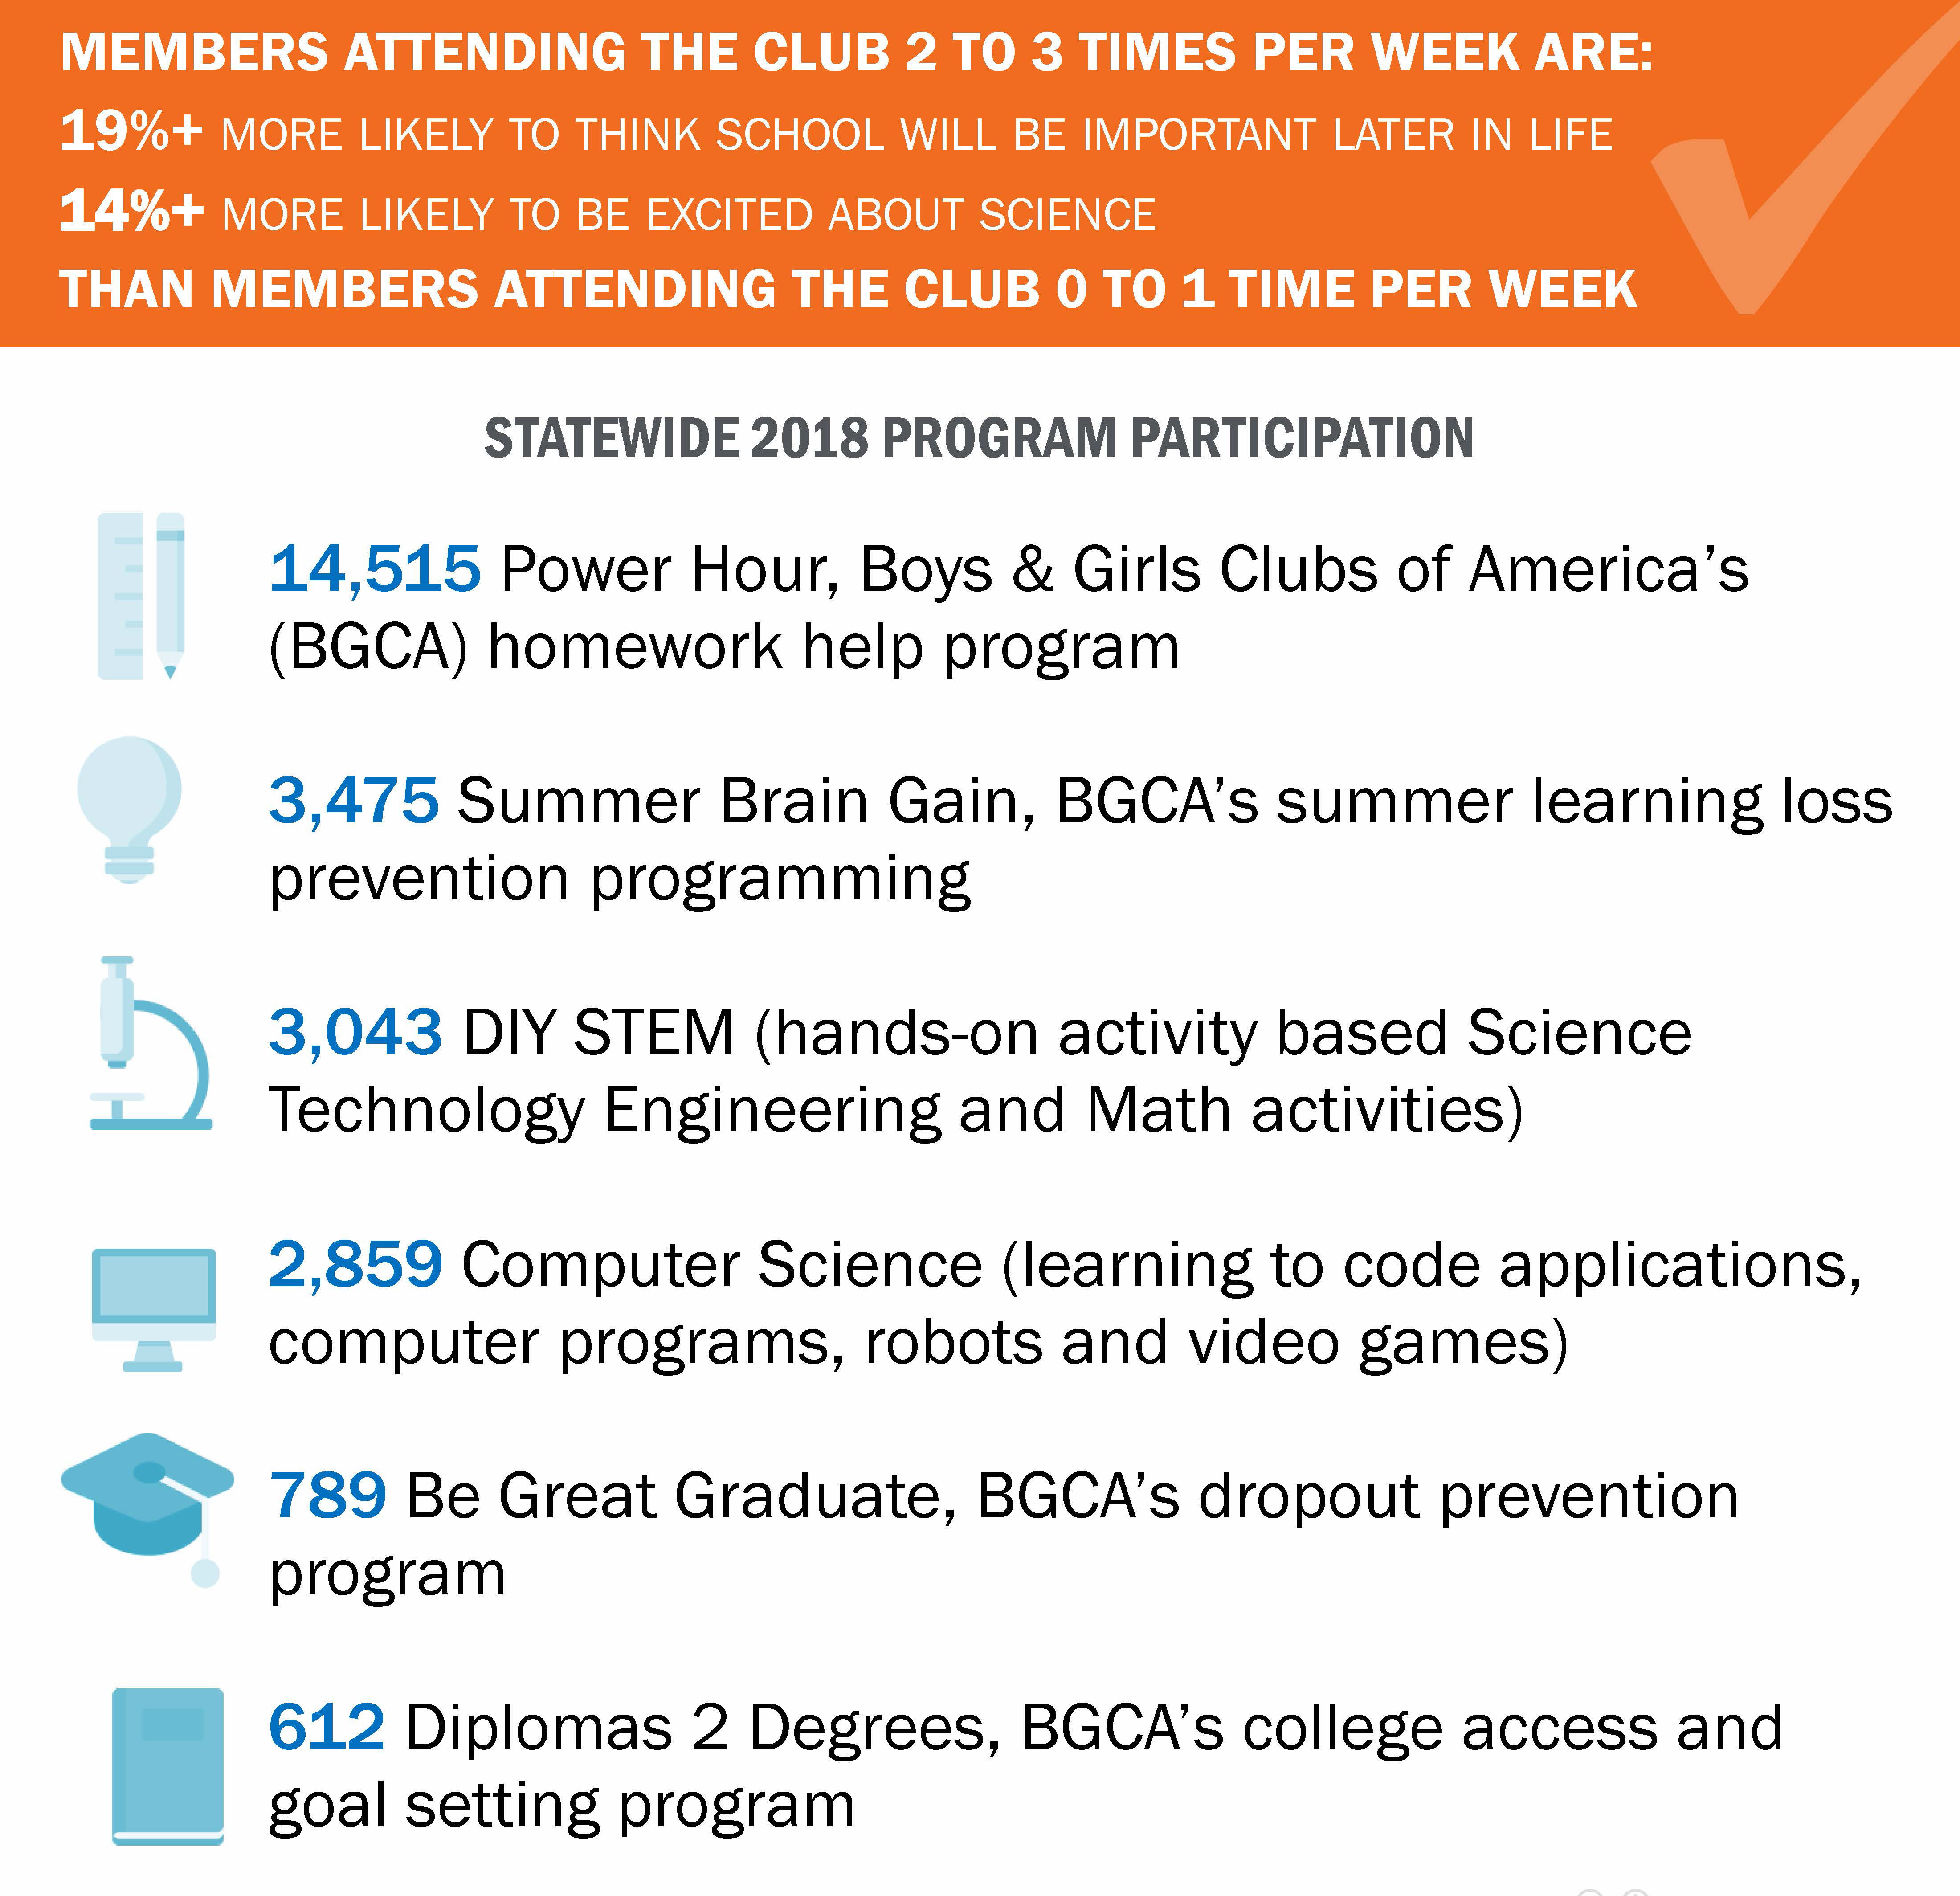 MEMBERS ATTENDING THE CLUB 2 TO 3 TIMES PER WEEK ARE:
19%+ MORE LIKELY TO THINK SCHOOL WILL BE IMPORTANT LATER IN LIFE
14%+ MORE LIKELY TO BE EXCITED ABOUT SCIENCE
THAN MEMBERS ATTENDING THE CLUB 0 TO 1 TIME PER WEEK
STATEWIDE 2018 PROGRAM PARTICIPATION
14,515 Power Hour, Boys & Girls Clubs of America’s
(BGCA) homework help program
3,475 Summer Brain Gain, BGCA’s summer learning loss
prevention programming
3,043 DIY STEM (hands-on activity based Science
Technology Engineering and Math activities)
2,859 Computer Science (learning to code applications,
computer programs, robots and video games)
789 Be Great Graduate, BGCA’s dropout prevention
program
612 Diplomas 2 Degrees, BGCA’s college access and
goal setting program